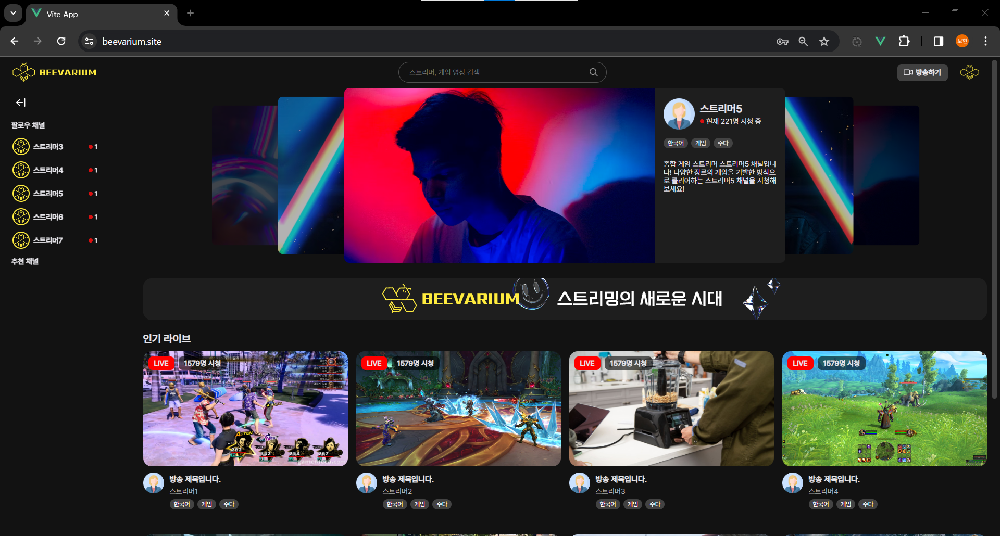 Vite App
beevarium.site
보현
BEEVARIUM
스트리머, 게임 영상 검색
방송하기
팔로우 채널
스트리머3
1
스트리머4
1
스트리머5
1
스트리머6
1
스트리머7
1
추천 채널
스트리머5
현재 221명 시청 중
한국어 게임 수다
종합 게임 스트리머 스트리머5 채널입니
다! 다양한 장르의 게임을 기발한 방식으
로 클리어하는 스트리머5 채널을 시청해
보세요!
BEEVARIUM 스트리밍의 새로운 시대
인기 라이브
LIVE 1579명 시청
ACTION
NEXT
282
342
254
267
gamemeca.com
방송 제목입니다.
스트리머1
한국어 게임 수다
LIVE 1579명 시청
방송 제목입니다.
스트리머2
한국어 게임 수다
LIVE 1579명 시청
방송 제목입니다.
스트리머3
한국어 게임 수다
LIVE 1579명 시청
방송 제목입니다.
스트리머4
한국어 게임 수다